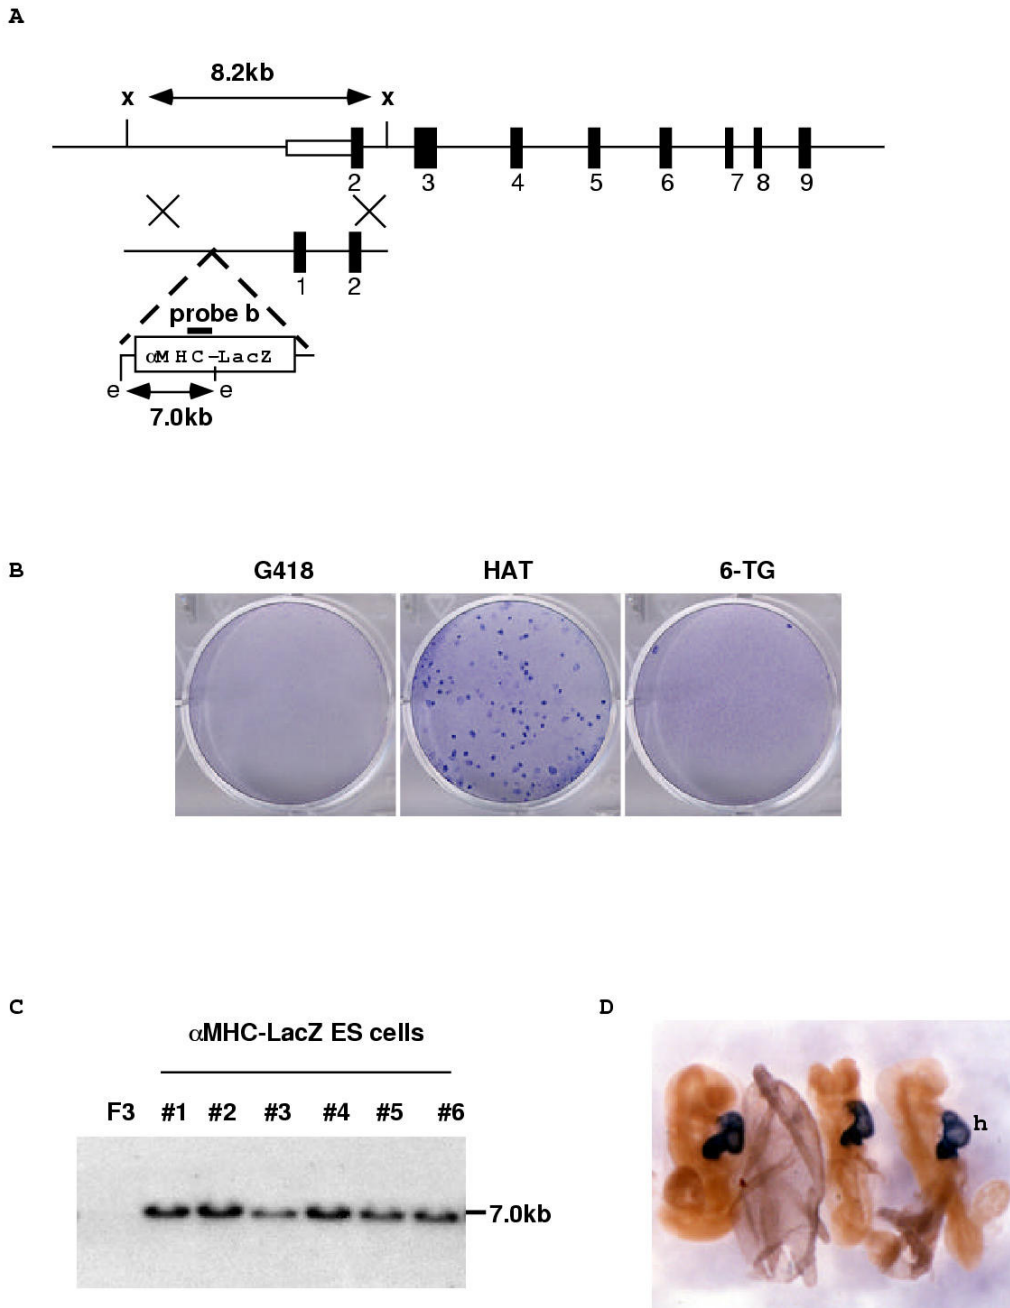 A
8.2kb
x x
2 3 4 5 6 7 8 9
1 2
probe b
αMHC-LacZ
e e
7.0kb
B
G418 HAT 6-TG
C
D
αMHC-LacZ ES cells
F3 #1 #2 #3 #4 #5 #6
h
7.0kb